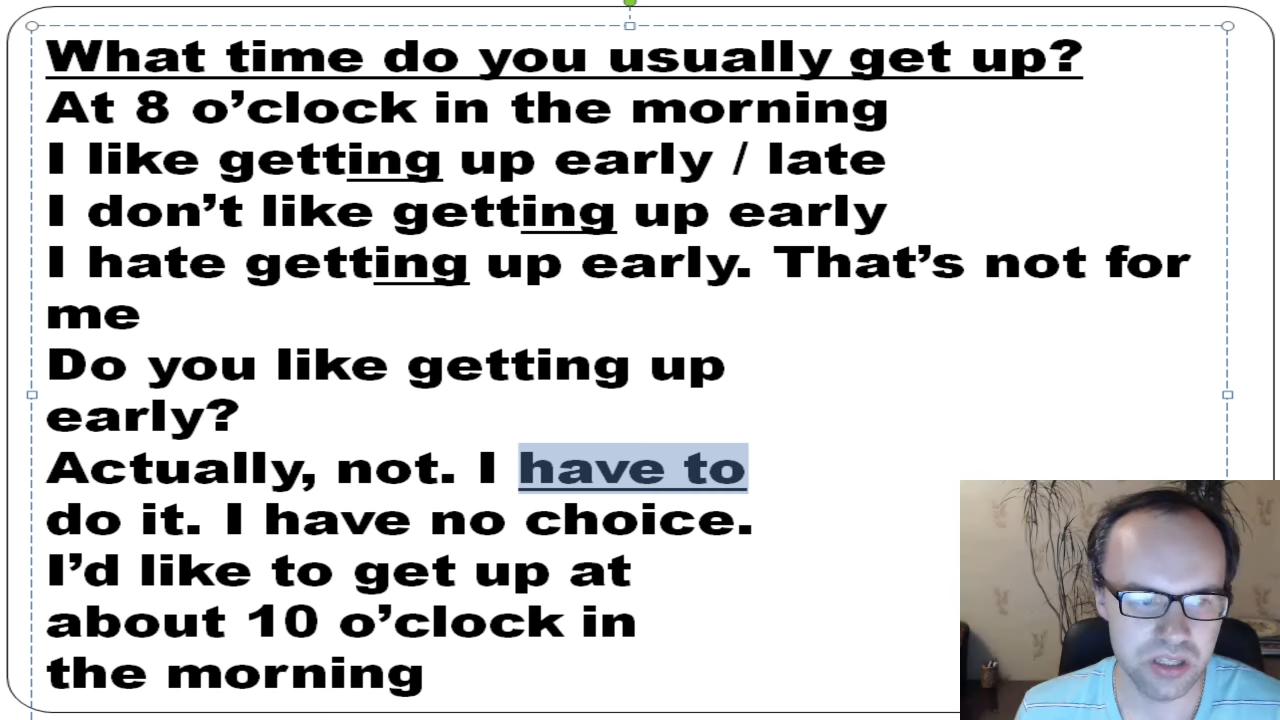 What time do you usually get up?
At 8 o’clock in the morning
I like getting up early / late
I don’t like getting up early
I hate getting up early. That’s not for
me
Do you like getting up
early?
Actually, not. I have to
do it. I have no choice.
I’d like to get up at
about 10 o’clock in
the morning